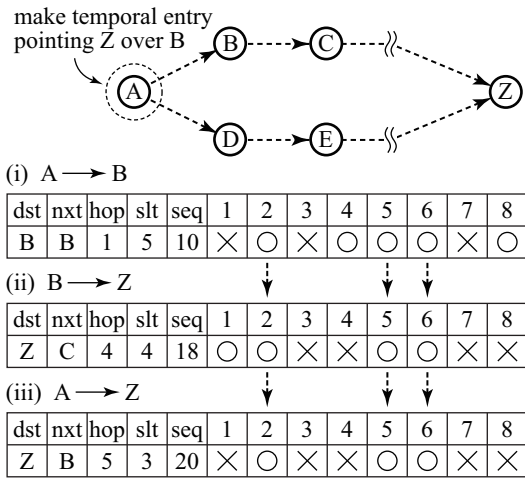 make temporal entry
pointing Z over B
B C
A Z
D E
(i) A → B
dst nxt hop slt seq 1 2 3 4 5 6 7 8
B B 1 5 10 × ○ × ○ ○ ○ × ○
(ii) B → Z
dst nxt hop slt seq 1 2 3 4 5 6 7 8
Z C 4 4 18 ○ ○ × × ○ ○ × ×
(iii) A → Z
dst nxt hop slt seq 1 2 3 4 5 6 7 8
Z B 5 3 20 × ○ × × ○ ○ × ×